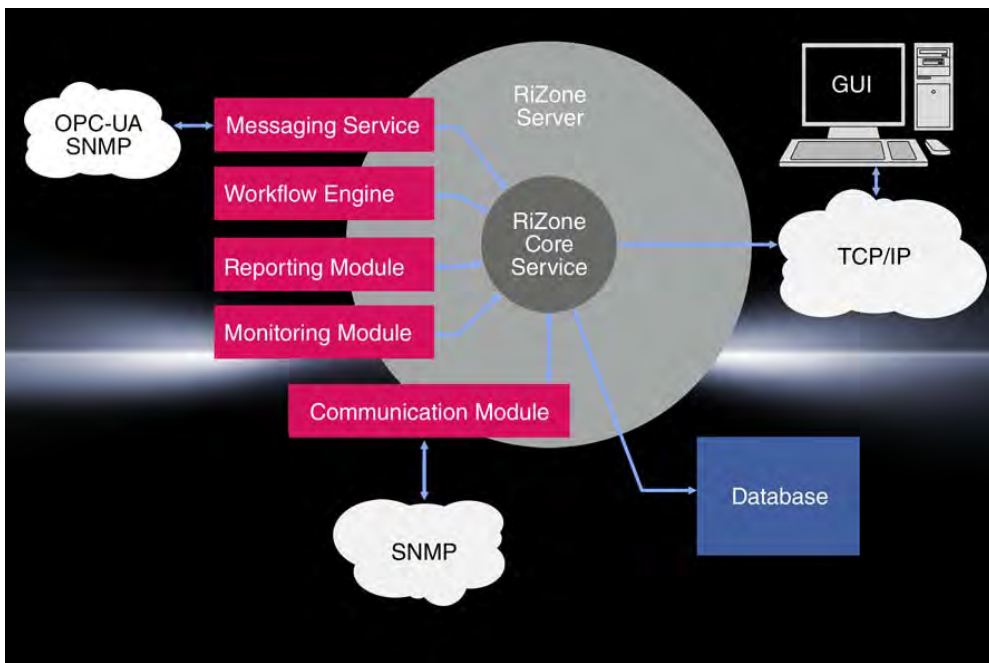 OPC-UA
SNMP
Messaging Service
Workflow Engine
Reporting Module
Monitoring Module
Communication Module
SNMP
RiZone
Server
RiZone
Core
Service
GUI
TCP/IP
Database